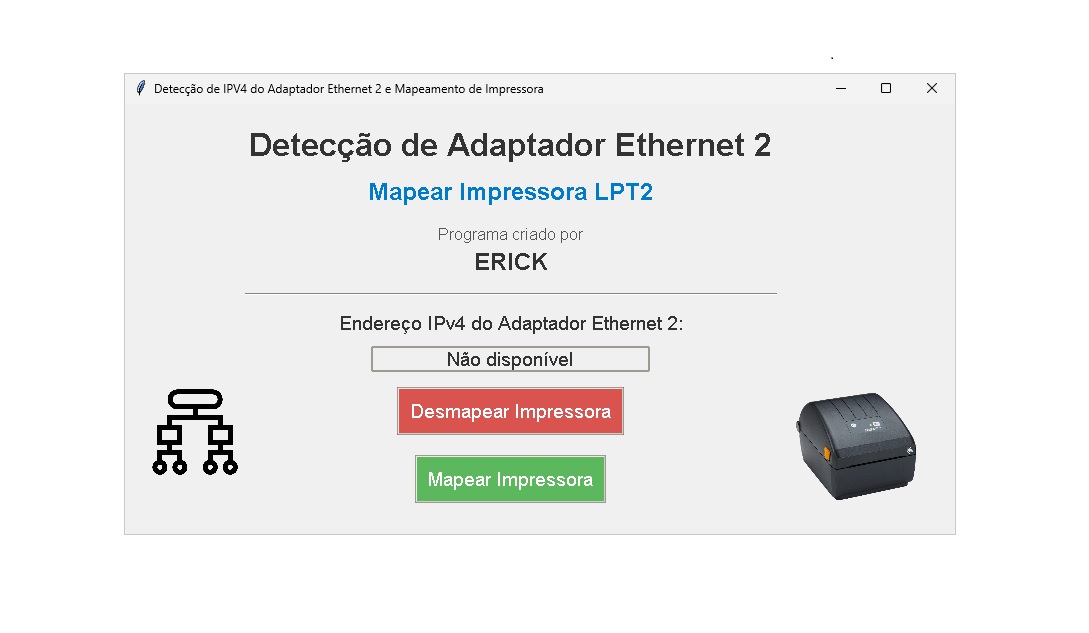 Detecção de IPV4 do Adaptador Ethernet 2 e Mapeamento de Impressora
Detecção de Adaptador Ethernet 2
Mapear Impressora LPT2
Programa criado por
ERICK
Endereço IPv4 do Adaptador Ethernet 2:
Não disponível
Desmapear Impressora
Mapear Impressora